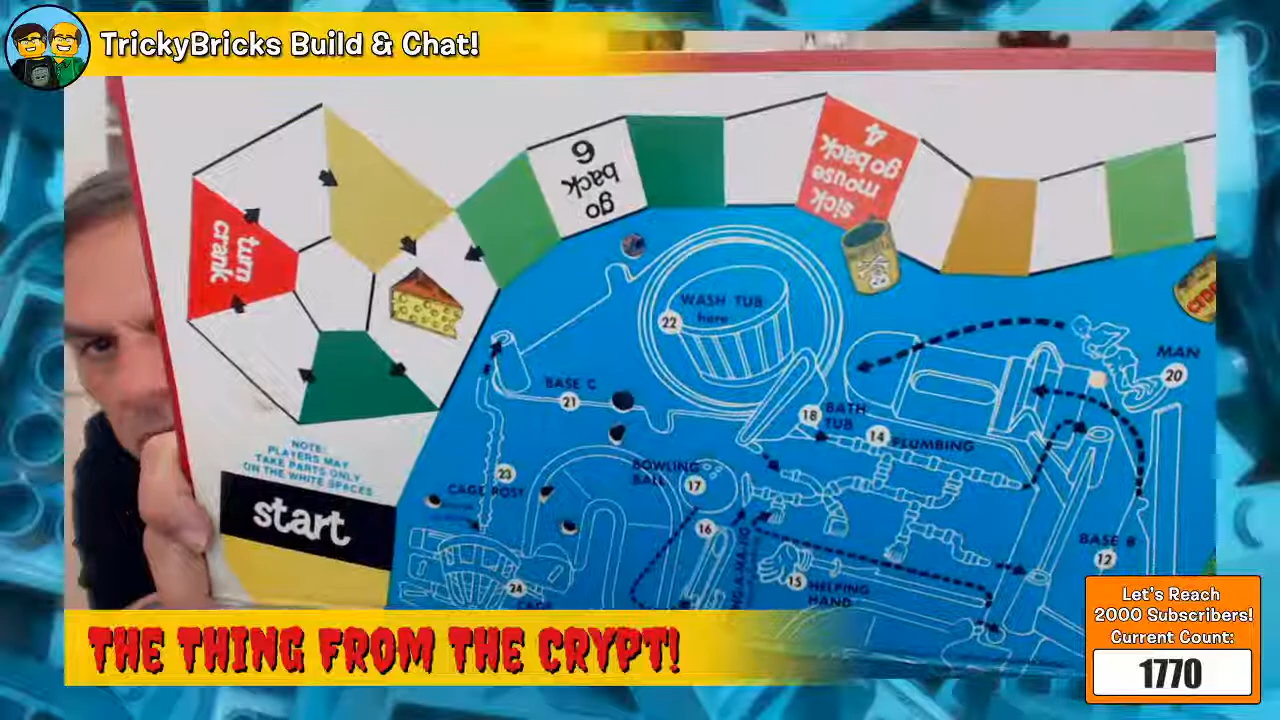 TrickyBricks Build & Chat!
go
back
6
sick
mouse
go back
4
turn
crank
WASH TUB
here
22
MAN
20
BASE C
21
18
BATH
TUB
14
PLUMBING
NOTE:
PLAYERS MAY
TAKE PARTS ONLY
ON THE WHITE SPACES
start
23
CAGE POST
BOWLING
BALL
17
16
BASE B
12
15
HELPING
HAND
24
CAGE
THE THING FROM THE CRYPT!
Let's Reach
2000 Subscribers!
Current Count:
1770